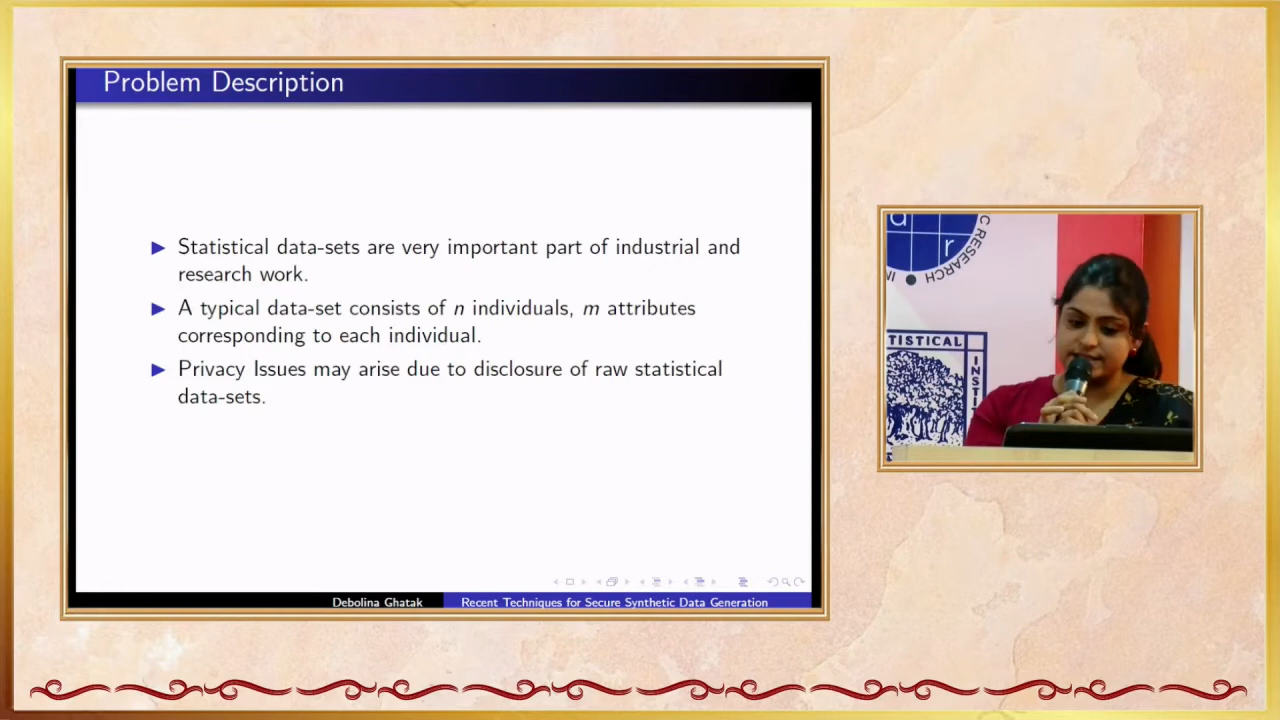 Problem Description
▶ Statistical data-sets are very important part of industrial and
research work.
▶ A typical data-set consists of n individuals, m attributes
corresponding to each individual.
▶ Privacy Issues may arise due to disclosure of raw statistical
data-sets.
Debolina Ghatak
Recent Techniques for Secure Synthetic Data Generation
r
C RESEARCH
IN
TISTICAL
INSTI